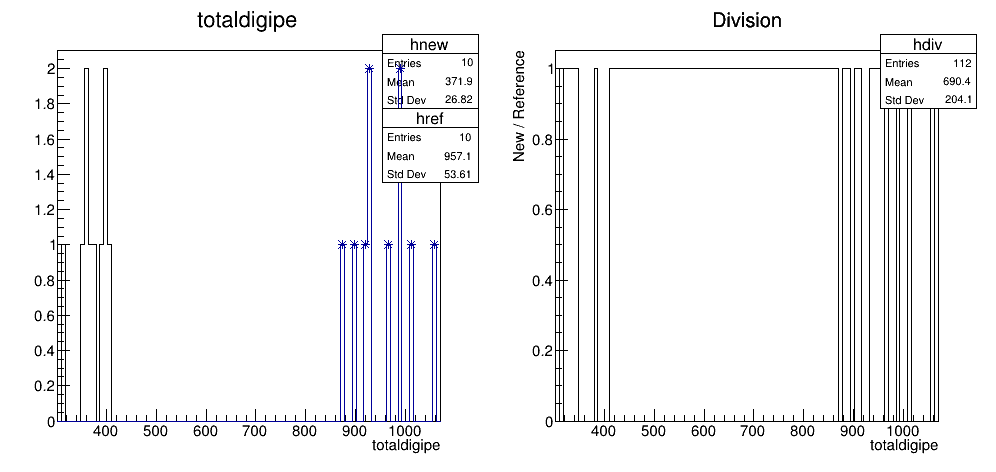 totaldigipe
hnew
Entries 10
Mean 371.9
Std Dev 26.82
href
Entries 10
Mean 957.1
Std Dev 53.61
2
1.8
1.6
1.4
1.2
1
0.8
0.6
0.4
0.2
0
400 500 600 700 800 900 1000
totaldigipe
Division
hdiv
Entries 112
Mean 690.4
Std Dev 204.1
New / Reference
1
0.8
0.6
0.4
0.2
0
400 500 600 700 800 900 1000
totaldigipe